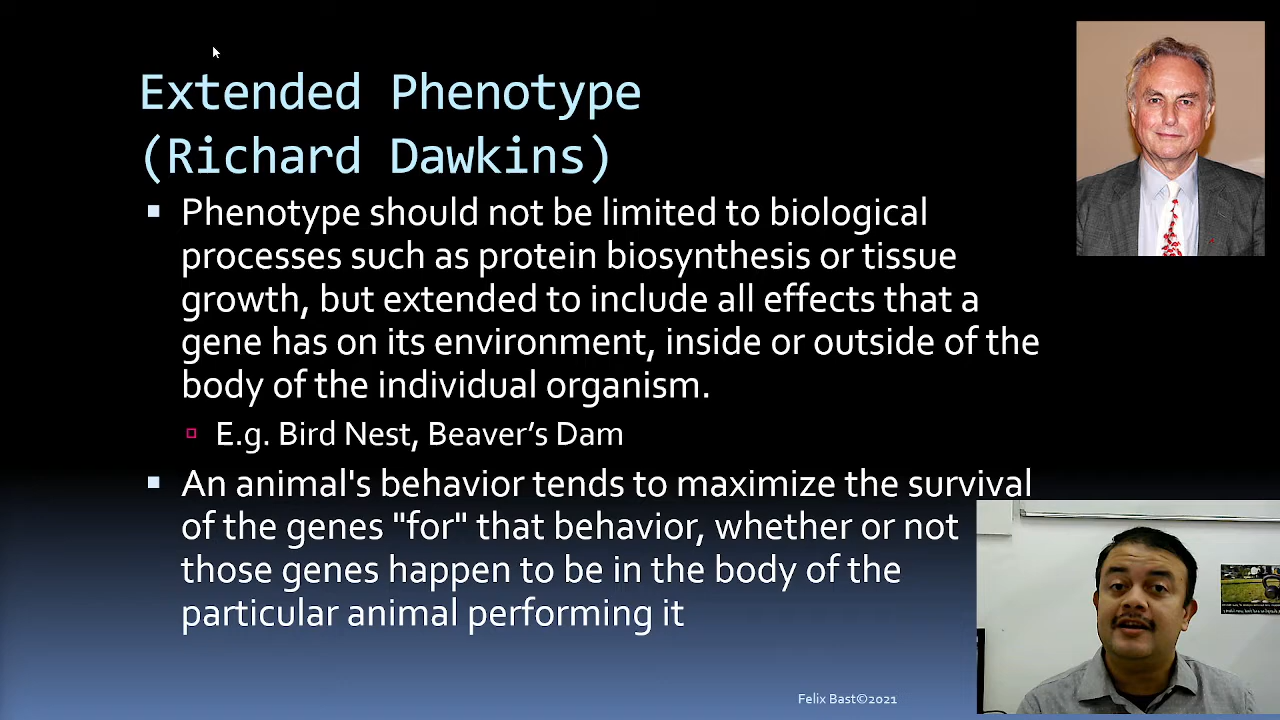 Extended Phenotype
(Richard Dawkins)
▪ Phenotype should not be limited to biological
processes such as protein biosynthesis or tissue
growth, but extended to include all effects that a
gene has on its environment, inside or outside of the
body of the individual organism.
▫ E.g. Bird Nest, Beaver’s Dam
▪ An animal's behavior tends to maximize the survival
of the genes "for" that behavior, whether or not
those genes happen to be in the body of the
particular animal performing it
Felix Bast©2021